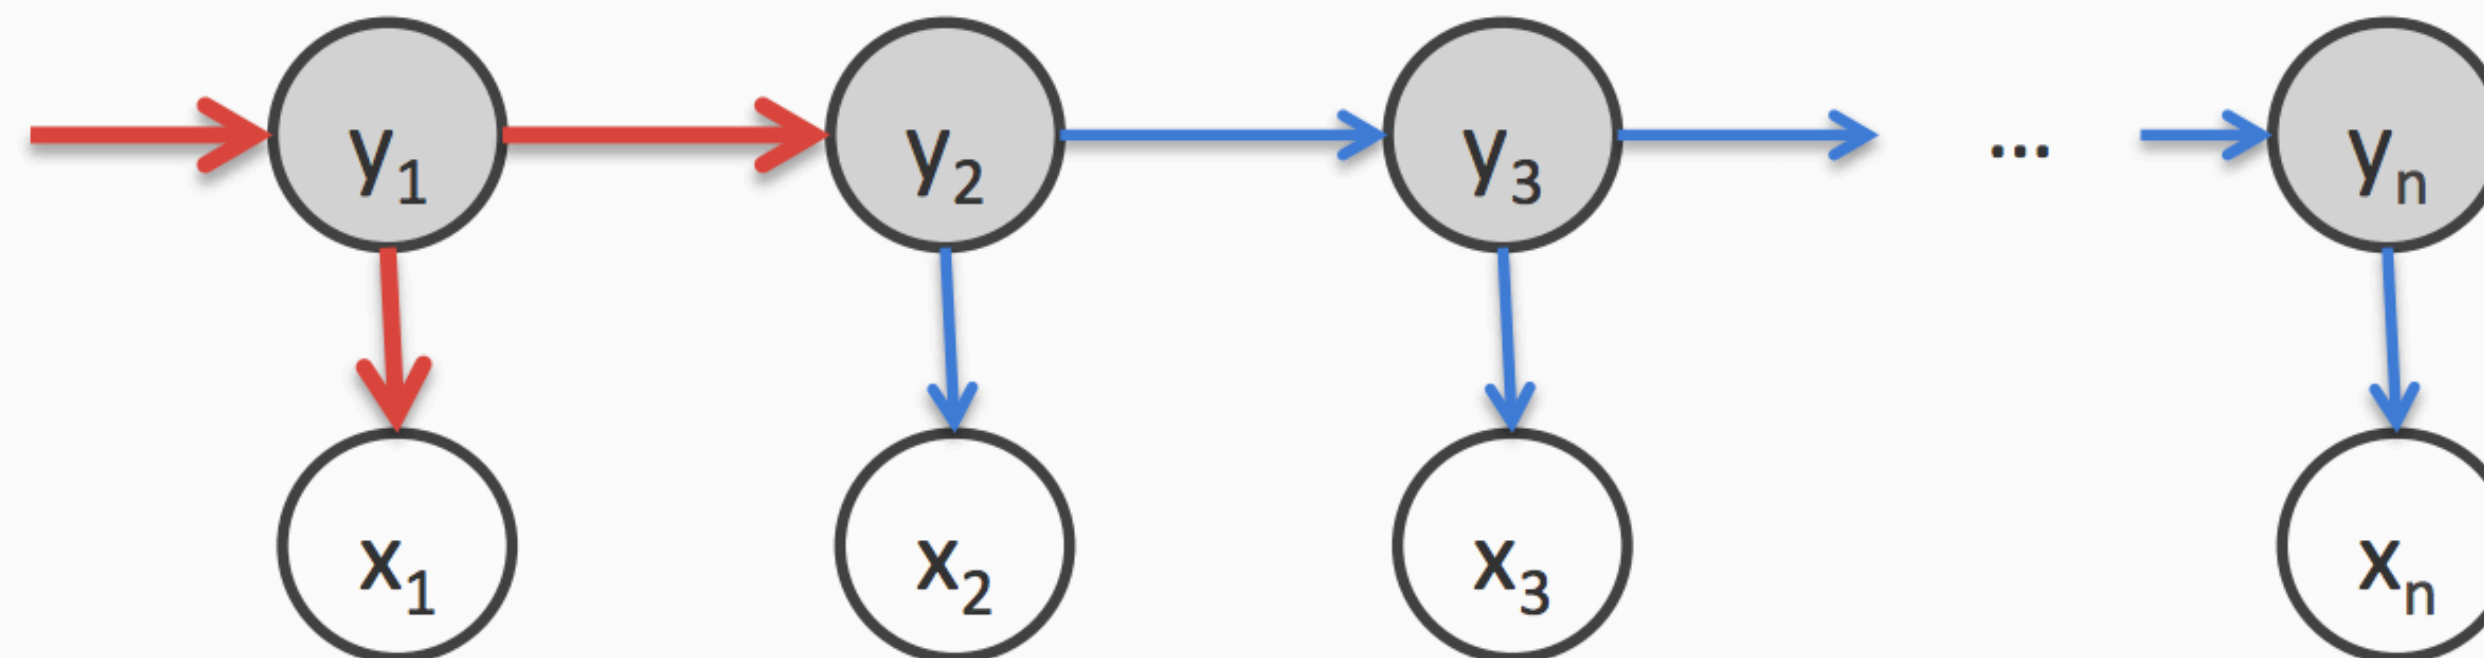 y₁ y₂ y₃ ... yₙ
x₁ x₂ x₃ xₙ